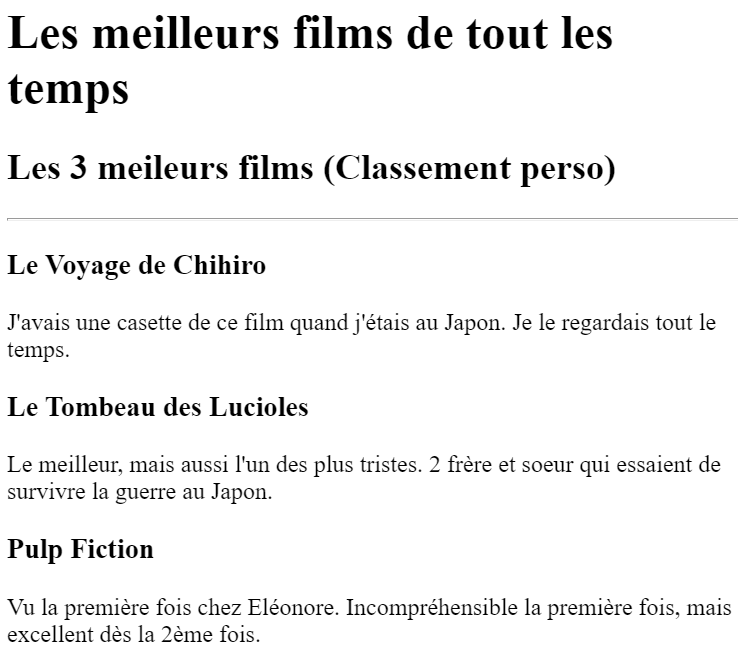 Les meilleurs films de tout les
temps
Les 3 meileurs films (Classement perso)
Le Voyage de Chihiro
J'avais une casette de ce film quand j'étais au Japon. Je le regardais tout le
temps.
Le Tombeau des Lucioles
Le meilleur, mais aussi l'un des plus tristes. 2 frère et soeur qui essaient de
survivre la guerre au Japon.
Pulp Fiction
Vu la première fois chez Eléonore. Incompréhensible la première fois, mais
excellent dès la 2ème fois.